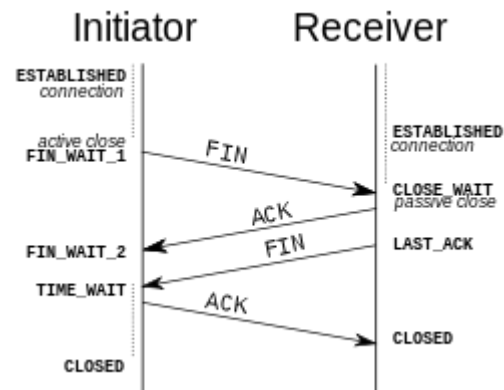 Initiator
Receiver
ESTABLISHED
connection
active close
FIN_WAIT_1
FIN
ESTABLISHED
connection
CLOSE_WAIT
passive close
ACK
FIN_WAIT_2
FIN
LAST_ACK
TIME_WAIT
ACK
CLOSED
CLOSED